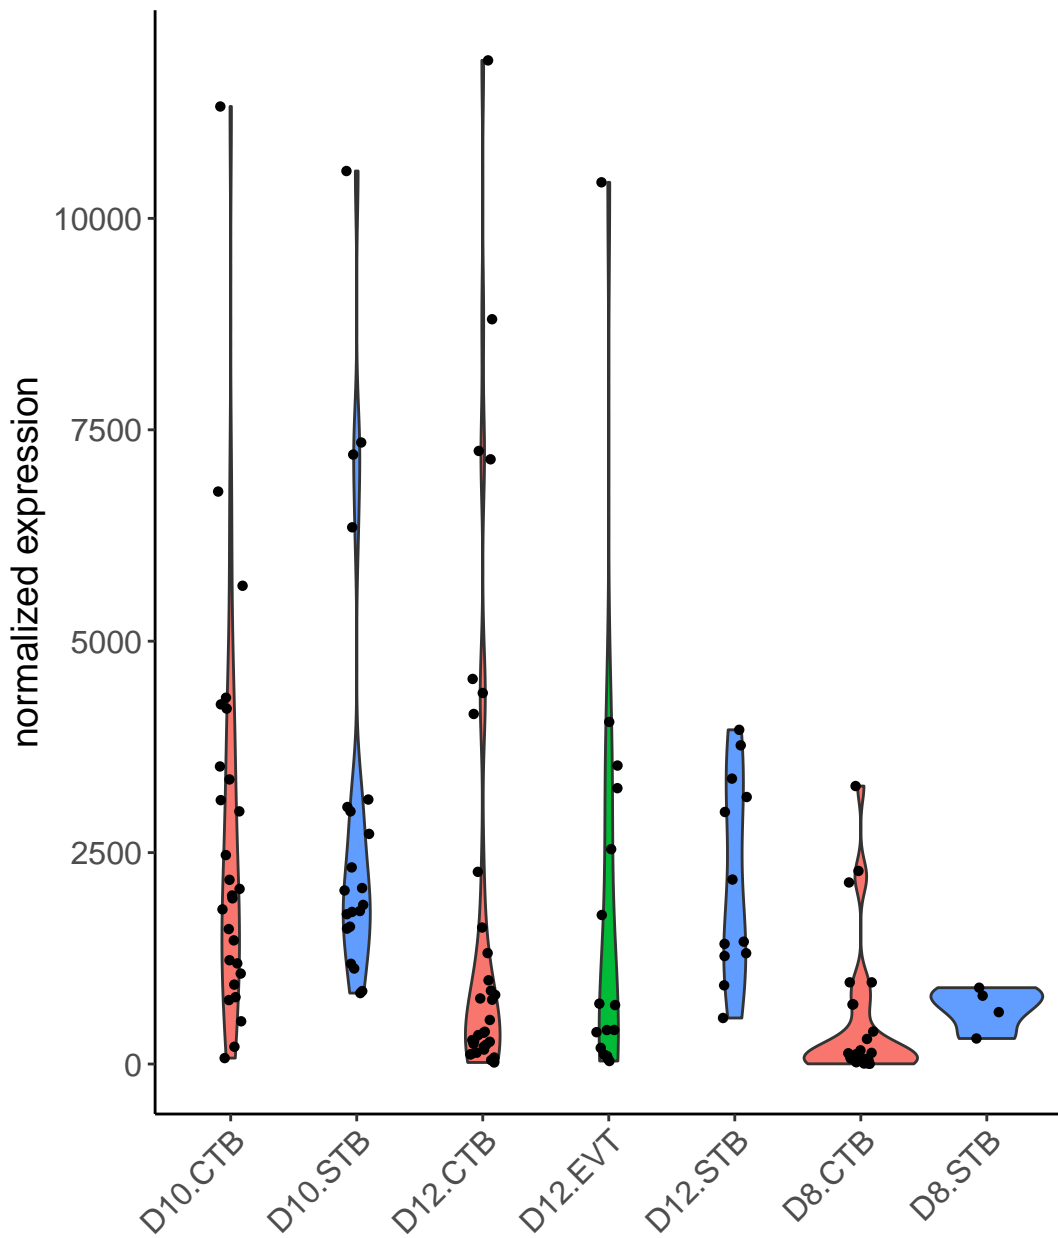 normalized expression
10000
7500
5000
2500
0
D10.CTB
D10.STB
D12.CTB
D12.EVT
D12.STB
D8.CTB
D8.STB